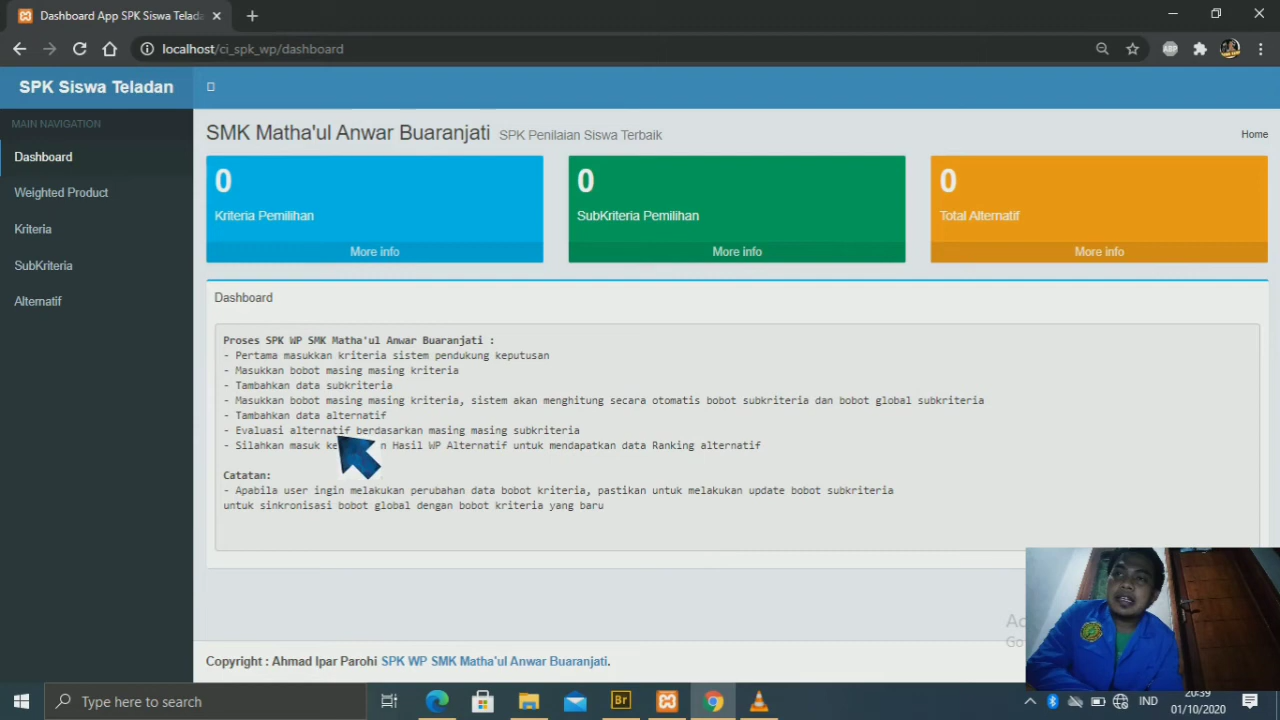 Dashboard App SPK Siswa Telada
localhost/ci_spk_wp/dashboard
ABP
SPK Siswa Teladan
MAIN NAVIGATION
Dashboard
Weighted Product
Kriteria
SubKriteria
Alternatif
SMK Matha'ul Anwar Buaranjati SPK Penilaian Siswa Terbaik
Home
0
Kriteria Pemilihan
More info
0
SubKriteria Pemilihan
More info
0
Total Alternatif
More info
Dashboard
Proses SPK WP SMK Matha'ul Anwar Buaranjati :
- Pertama masukkan kriteria sistem pendukung keputusan
- Masukkan bobot masing masing kriteria
- Tambahkan data subkriteria
- Masukkan bobot masing masing kriteria, sistem akan menghitung secara otomatis bobot subkriteria dan bobot global subkriteria
- Tambahkan data alternatif
- Evaluasi alternatif berdasarkan masing masing subkriteria
- Silahkan masuk Hasil WP Alternatif untuk mendapatkan data Ranking alternatif
Catatan:
- Apabila user ingin melakukan perubahan data bobot kriteria, pastikan untuk melakukan update bobot subkriteria
untuk sinkronisasi bobot global dengan bobot kriteria yang baru
Copyright : Ahmad Ipar Parohi SPK WP SMK Matha'ul Anwar Buaranjati.
Type here to search
Br
IND
20:39
01/10/2020